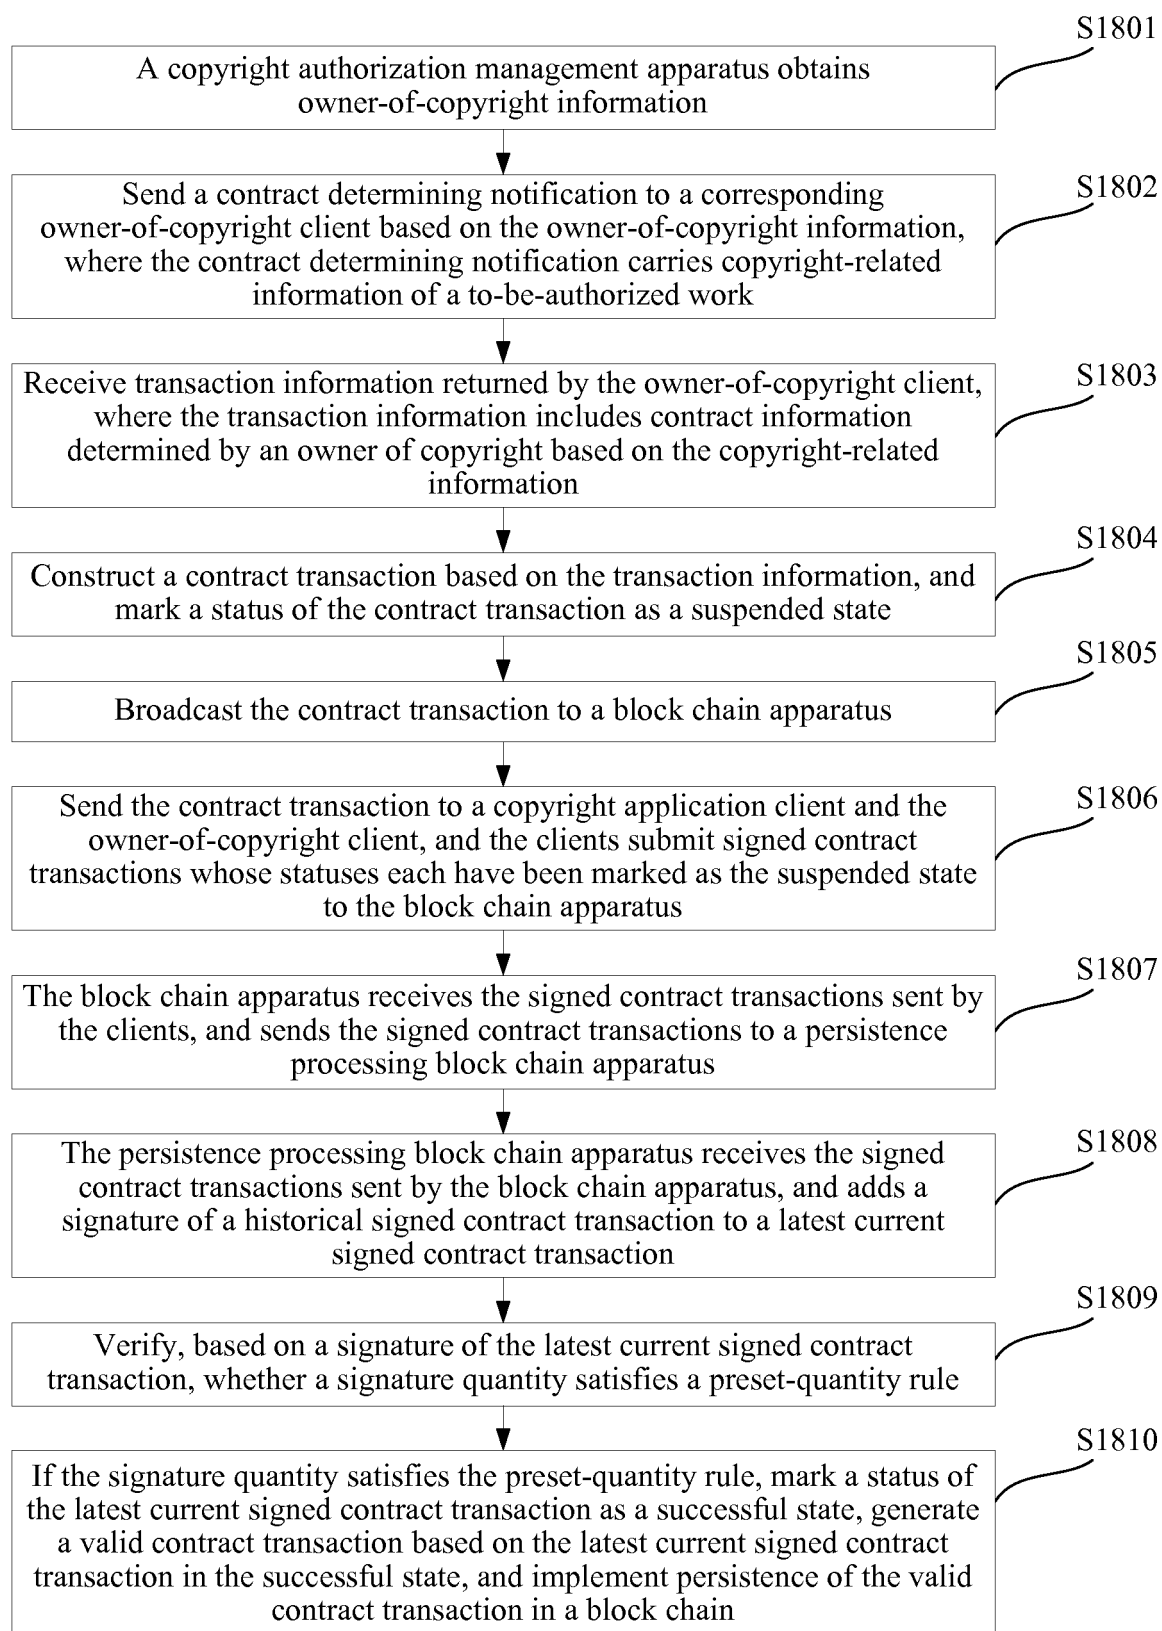 S1801
A copyright authorization management apparatus obtains
owner-of-copyright information
S1802
Send a contract determining notification to a corresponding
owner-of-copyright client based on the owner-of-copyright information,
where the contract determining notification carries copyright-related
information of a to-be-authorized work
S1803
Receive transaction information returned by the owner-of-copyright client,
where the transaction information includes contract information
determined by an owner of copyright based on the copyright-related
information
S1804
Construct a contract transaction based on the transaction information, and
mark a status of the contract transaction as a suspended state
S1805
Broadcast the contract transaction to a block chain apparatus
S1806
Send the contract transaction to a copyright application client and the
owner-of-copyright client, and the clients submit signed contract
transactions whose statuses each have been marked as the suspended state
to the block chain apparatus
S1807
The block chain apparatus receives the signed contract transactions sent by
the clients, and sends the signed contract transactions to a persistence
processing block chain apparatus
S1808
The persistence processing block chain apparatus receives the signed
contract transactions sent by the block chain apparatus, and adds a
signature of a historical signed contract transaction to a latest current
signed contract transaction
S1809
Verify, based on a signature of the latest current signed contract
transaction, whether a signature quantity satisfies a preset-quantity rule
S1810
If the signature quantity satisfies the preset-quantity rule, mark a status of
the latest current signed contract transaction as a successful state, generate
a valid contract transaction based on the latest current signed contract
transaction in the successful state, and implement persistence of the valid
contract transaction in a block chain